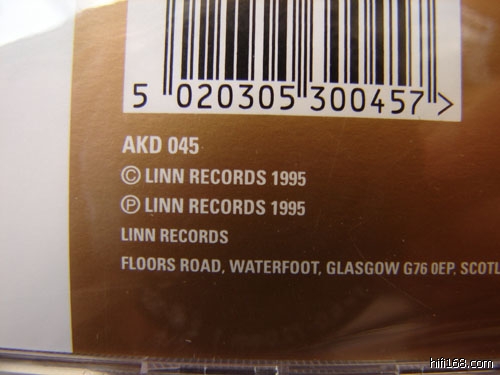 5 020305 300457 >
AKD 045
Ⓒ LINN RECORDS 1995
Ⓟ LINN RECORDS 1995
LINN RECORDS
FLOORS ROAD, WATERFOOT, GLASGOW G76 0EP. SCOTL
hifi168.com